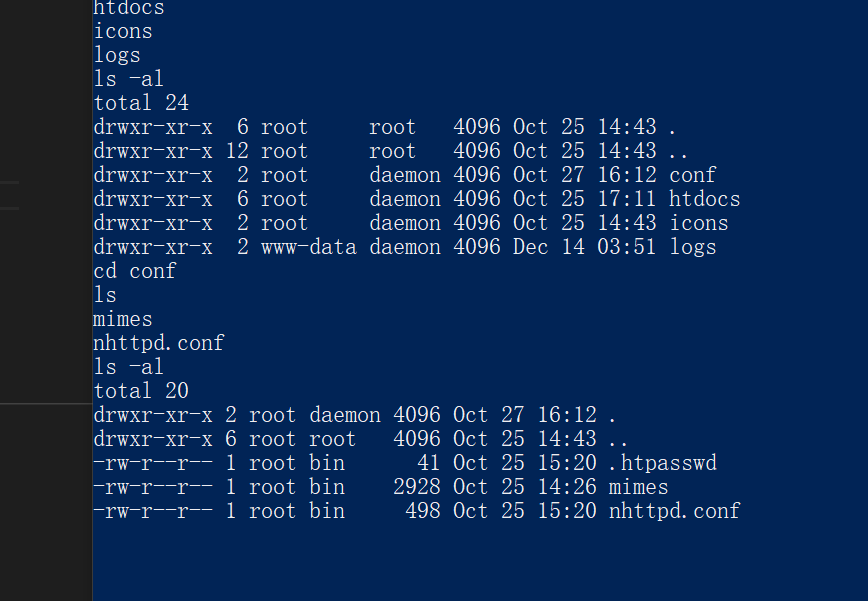 htdocs
icons
logs
ls -al
total 24
drwxr-xr-x  6 root     root   4096 Oct 25 14:43 .
drwxr-xr-x 12 root     root   4096 Oct 25 14:43 ..
drwxr-xr-x  2 root     daemon 4096 Oct 27 16:12 conf
drwxr-xr-x  6 root     daemon 4096 Oct 25 17:11 htdocs
drwxr-xr-x  2 root     daemon 4096 Oct 25 14:43 icons
drwxr-xr-x  2 www-data daemon 4096 Dec 14 03:51 logs
cd conf
ls
mimes
nhttpd.conf
ls -al
total 20
drwxr-xr-x 2 root daemon 4096 Oct 27 16:12 .
drwxr-xr-x 6 root root   4096 Oct 25 14:43 ..
-rw-r--r-- 1 root bin      41 Oct 25 15:20 .htpasswd
-rw-r--r-- 1 root bin    2928 Oct 25 14:26 mimes
-rw-r--r-- 1 root bin     498 Oct 25 15:20 nhttpd.conf